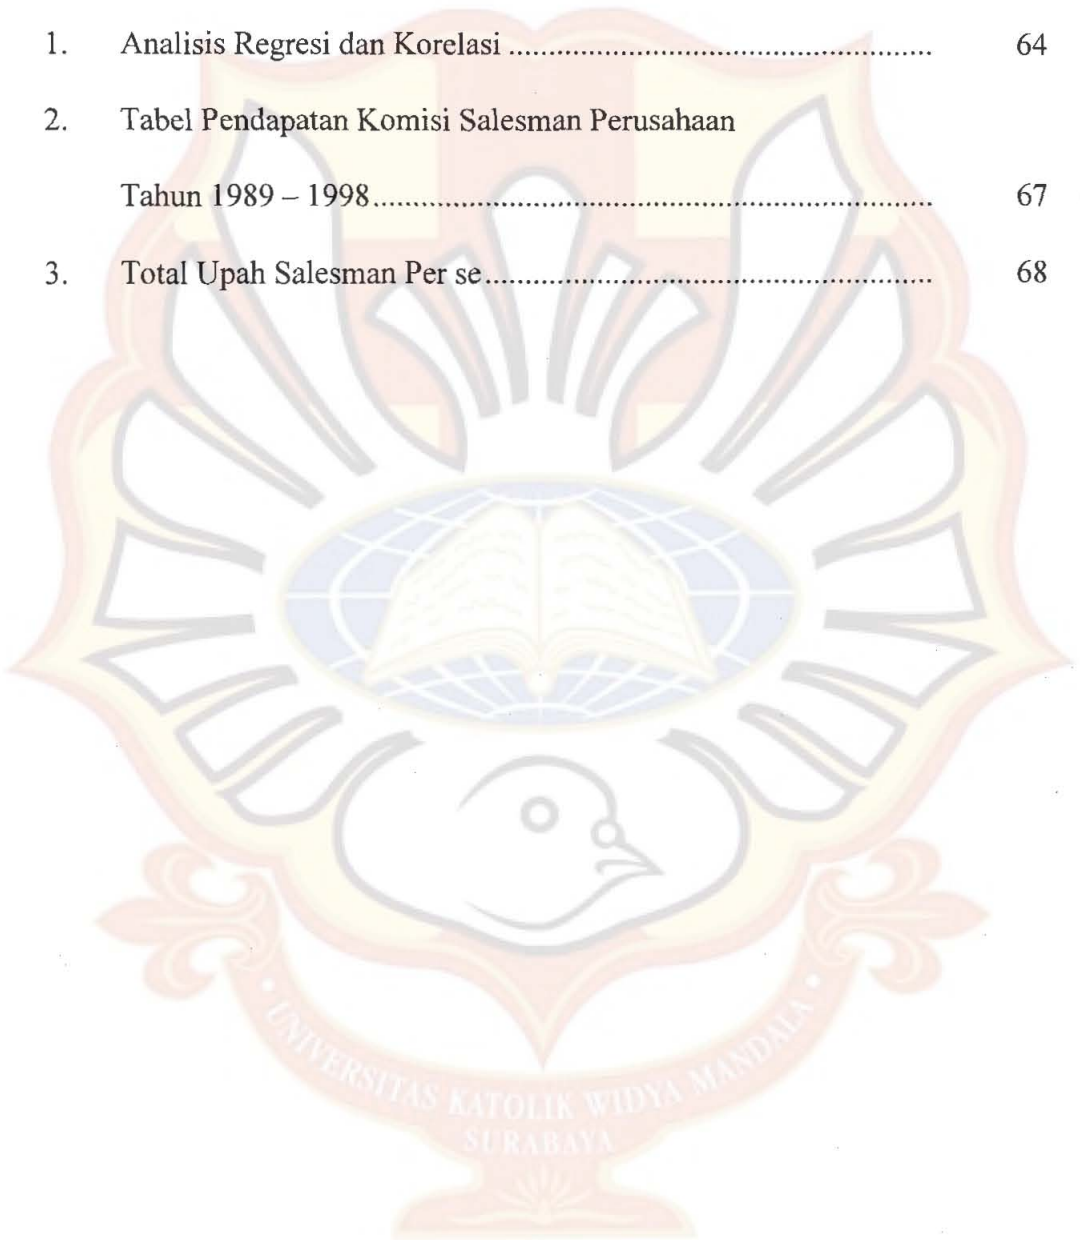 1. Analisis Regresi dan Korelasi ...................................................... 64
2. Tabel Pendapatan Komisi Salesman Perusahaan
Tahun 1989 – 1998....................................................................... 67
3. Total Upah Salesman Per se......................................................... 68
• UNIVERSITAS KATOLIK WIDYA MANDALA •
SURABAYA